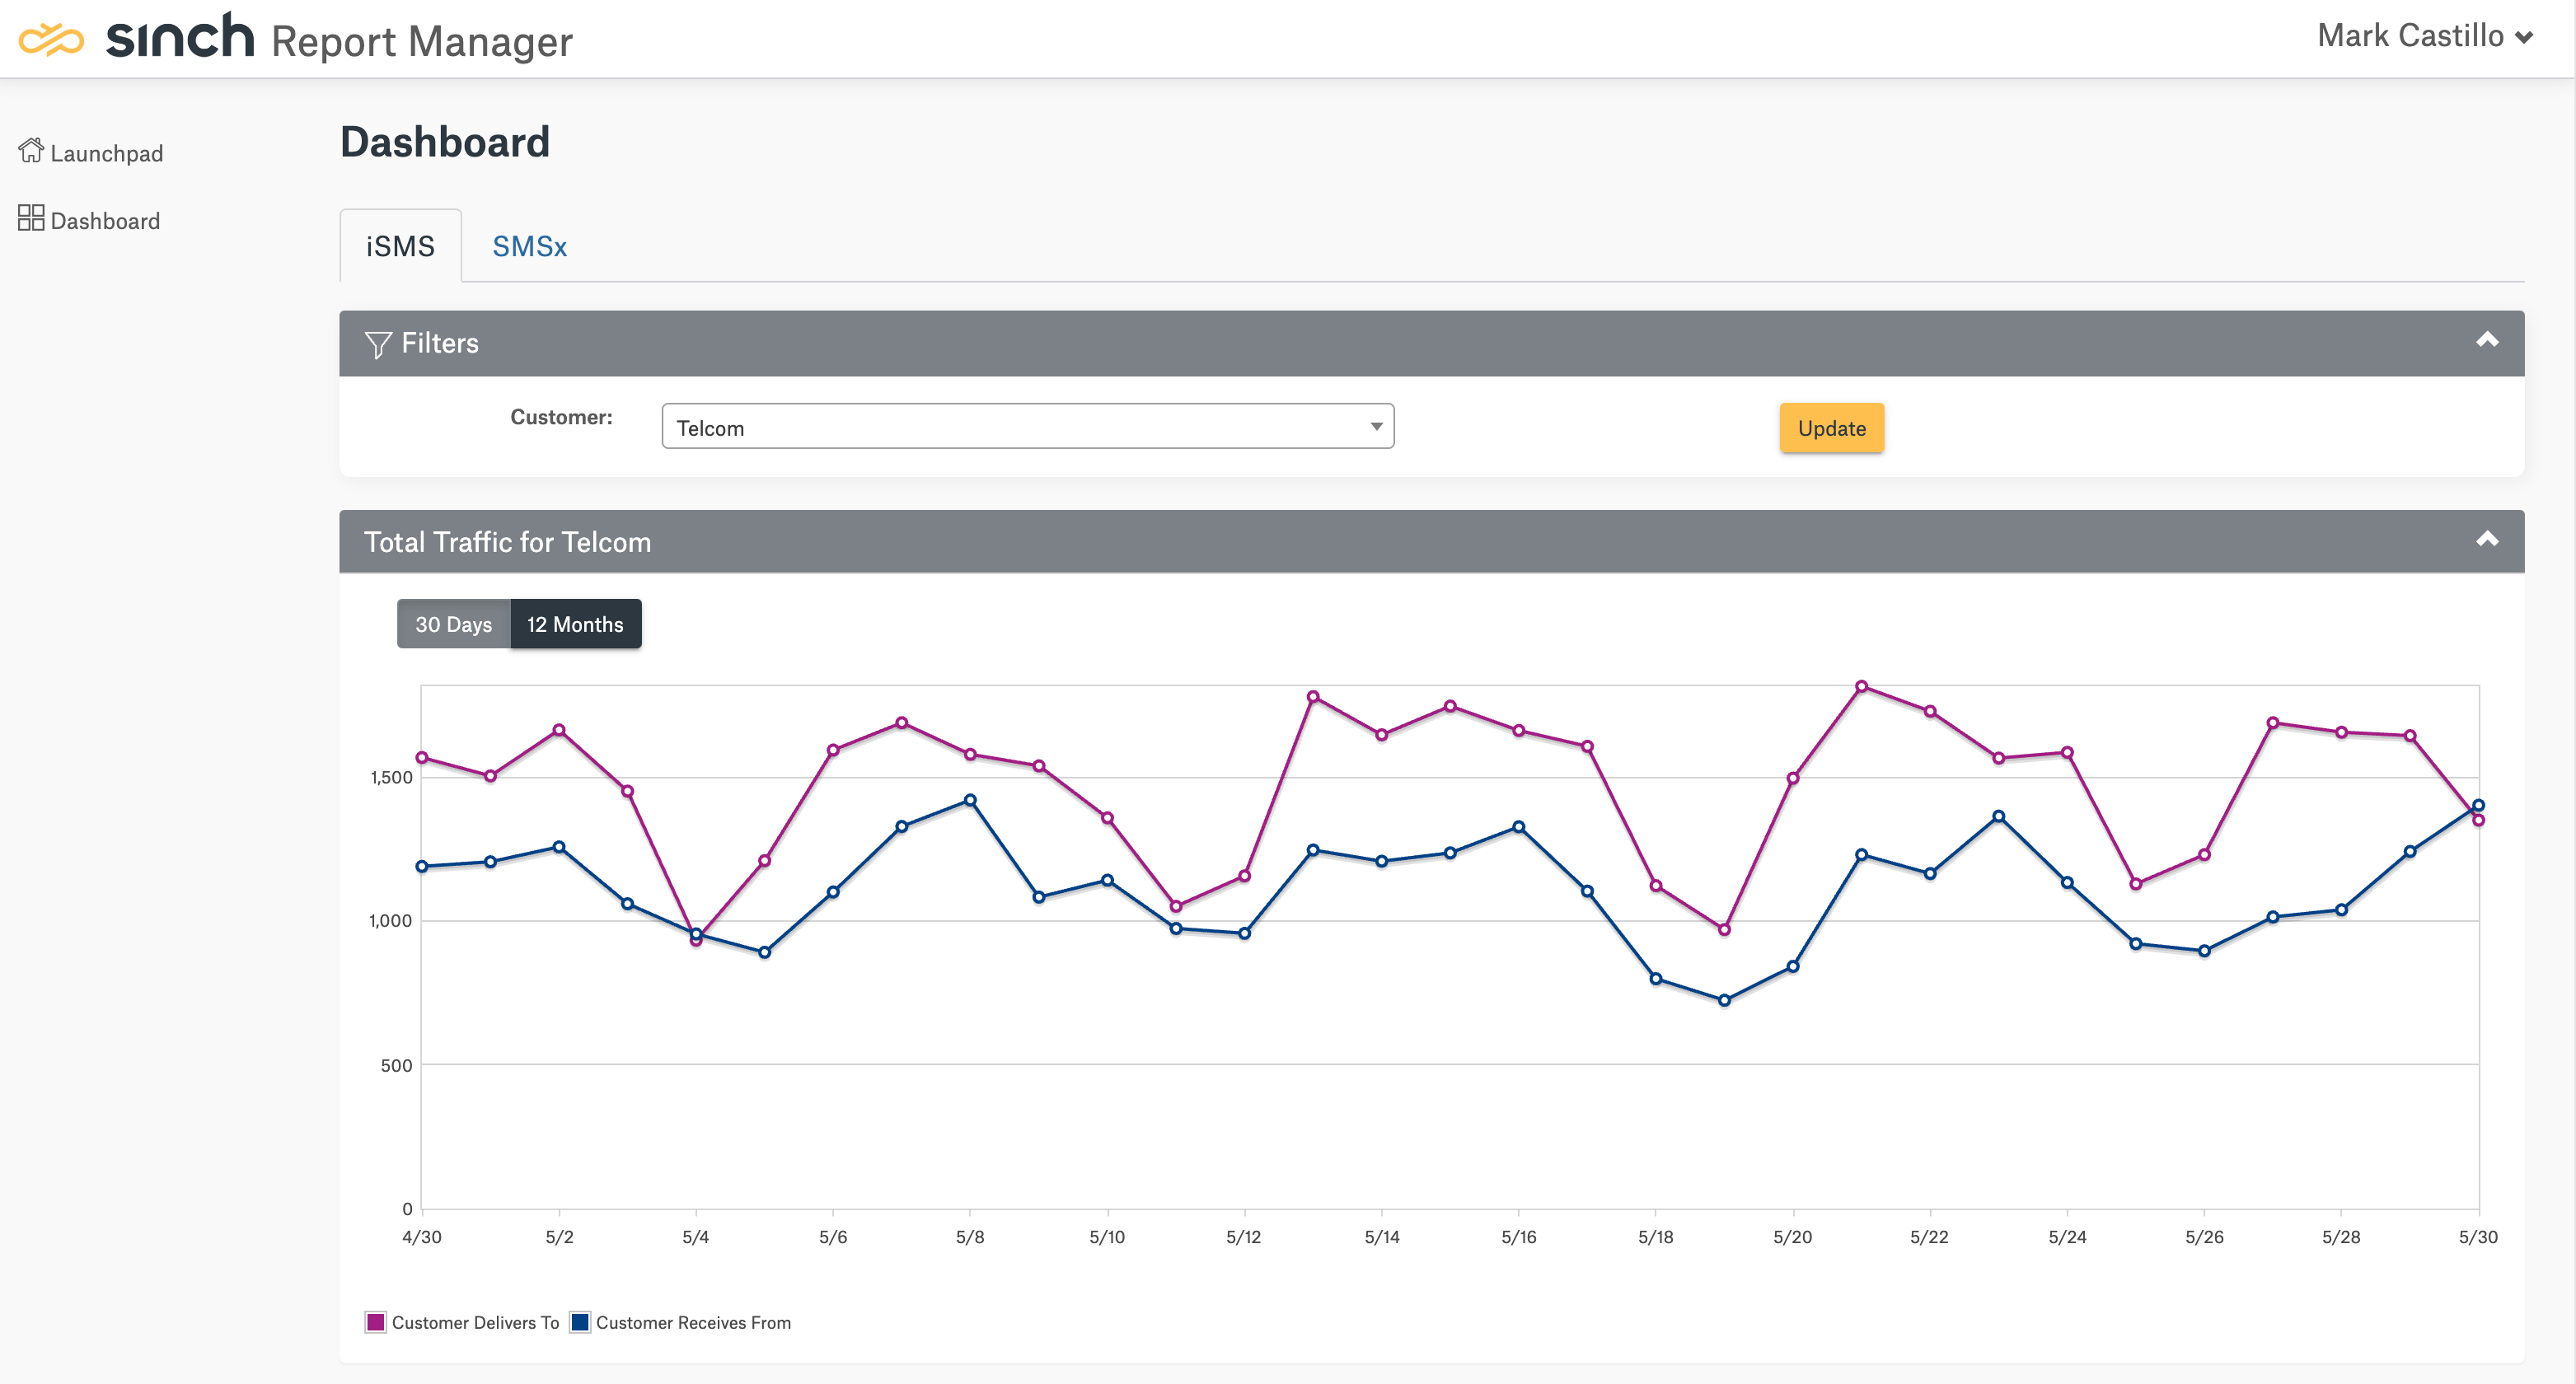 sinch Report Manager
Mark Castillo
Launchpad
Dashboard
Dashboard
iSMS SMSx
Filters
Customer: Telcom Update
Total Traffic for Telcom
30 Days 12 Months
1,500
1,000
500
0
4/30 5/2 5/4 5/6 5/8 5/10 5/12 5/14 5/16 5/18 5/20 5/22 5/24 5/26 5/28 5/30
Customer Delivers To Customer Receives From